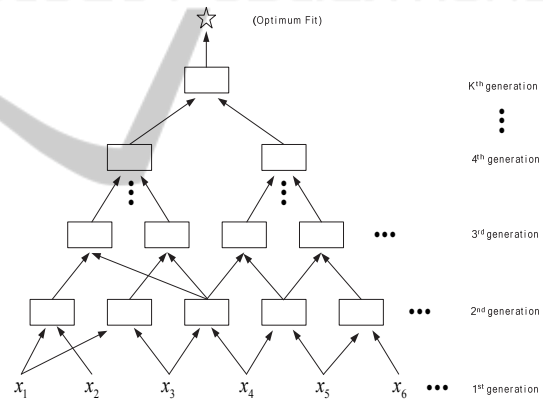 (Optimum Fit)
Kᵗʰ generation
4ᵗʰ generation
3ʳᵈ generation
2ⁿᵈ generation
x₁ x₂ x₃ x₄ x₅ x₆ ••• 1ˢᵗ generation